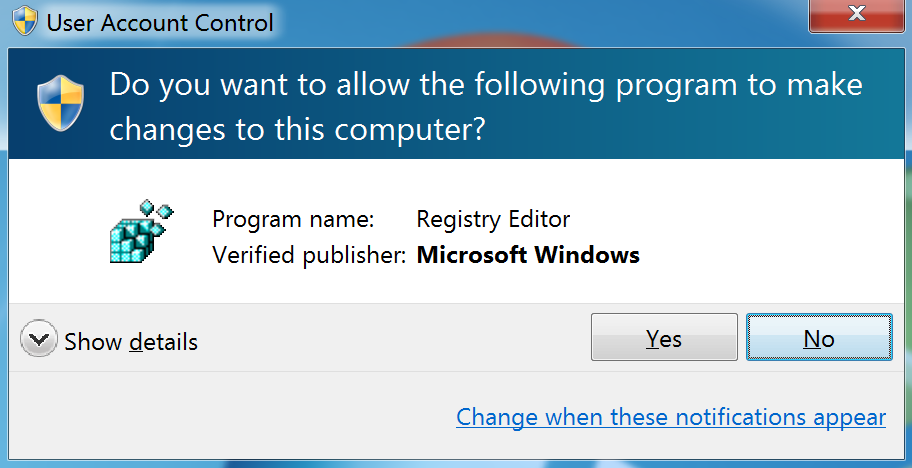 User Account Control
Do you want to allow the following program to make
changes to this computer?
Program name: Registry Editor
Verified publisher: Microsoft Windows
Show details
Yes
No
Change when these notifications appear